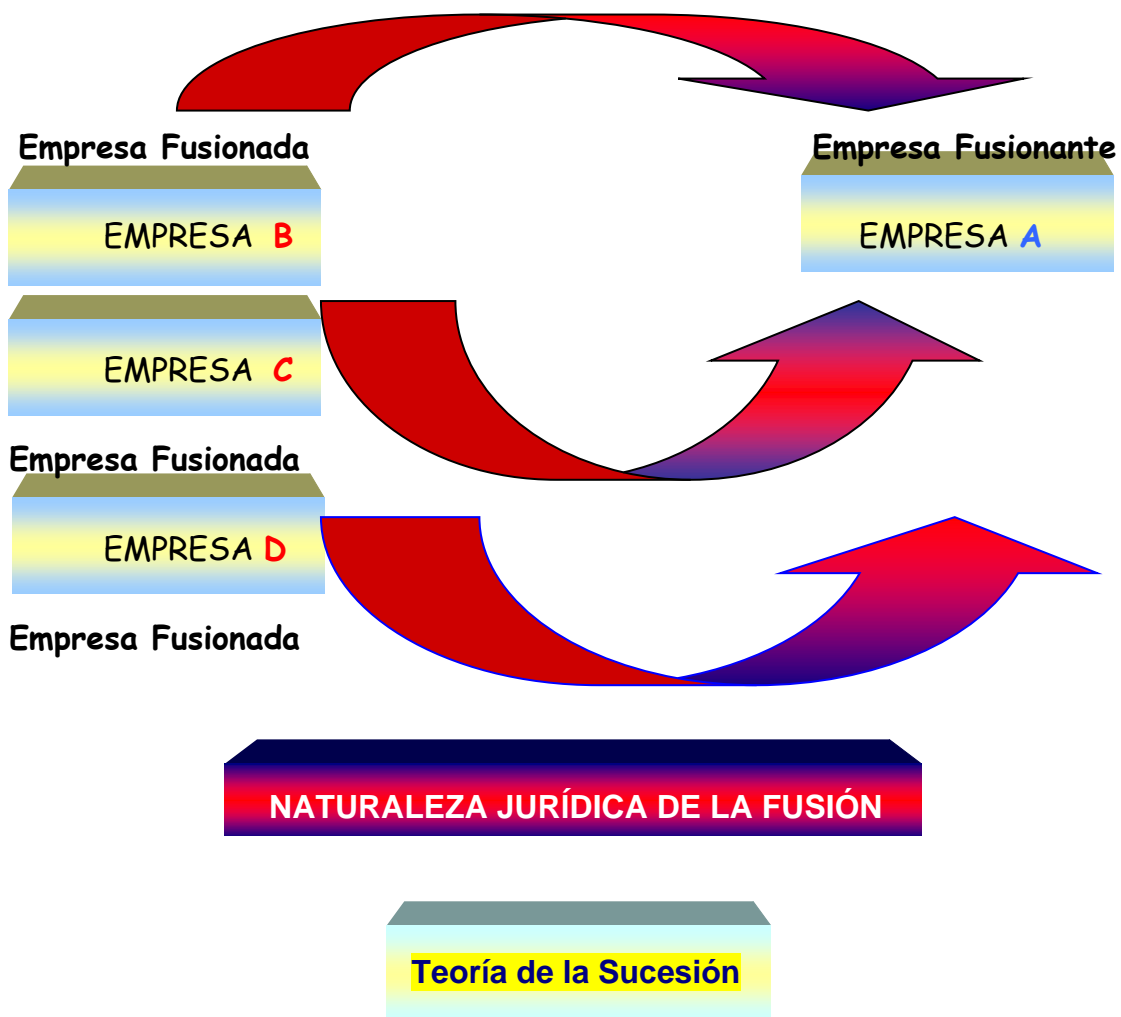 Empresa Fusionada
Empresa Fusionante
EMPRESA B
EMPRESA A
EMPRESA C
Empresa Fusionada
EMPRESA D
Empresa Fusionada
NATURALEZA JURÍDICA DE LA FUSIÓN
Teoría de la Sucesión